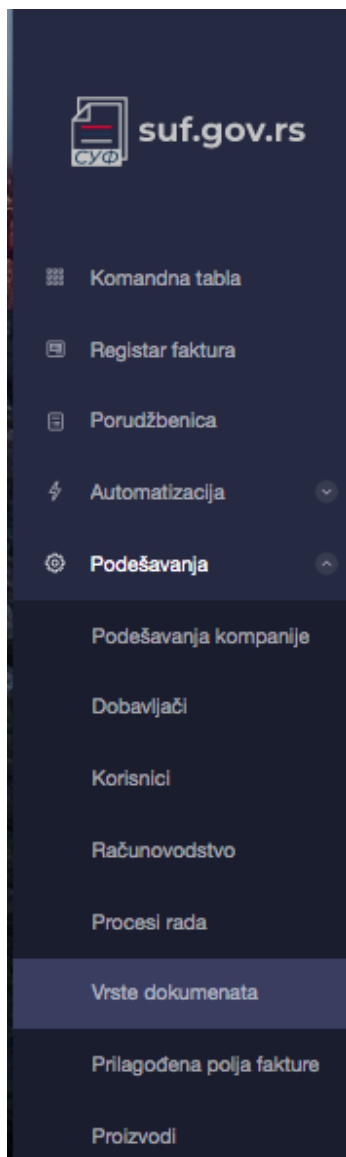 СУФ
suf.gov.rs
Komandna tabla
Registar faktura
Porudžbenica
Automatizacija
Podešavanja
Podešavanja kompanije
Dobavljači
Korisnici
Računovodstvo
Procesi rada
Vrste dokumenata
Prilagođena polja fakture
Proizvodi